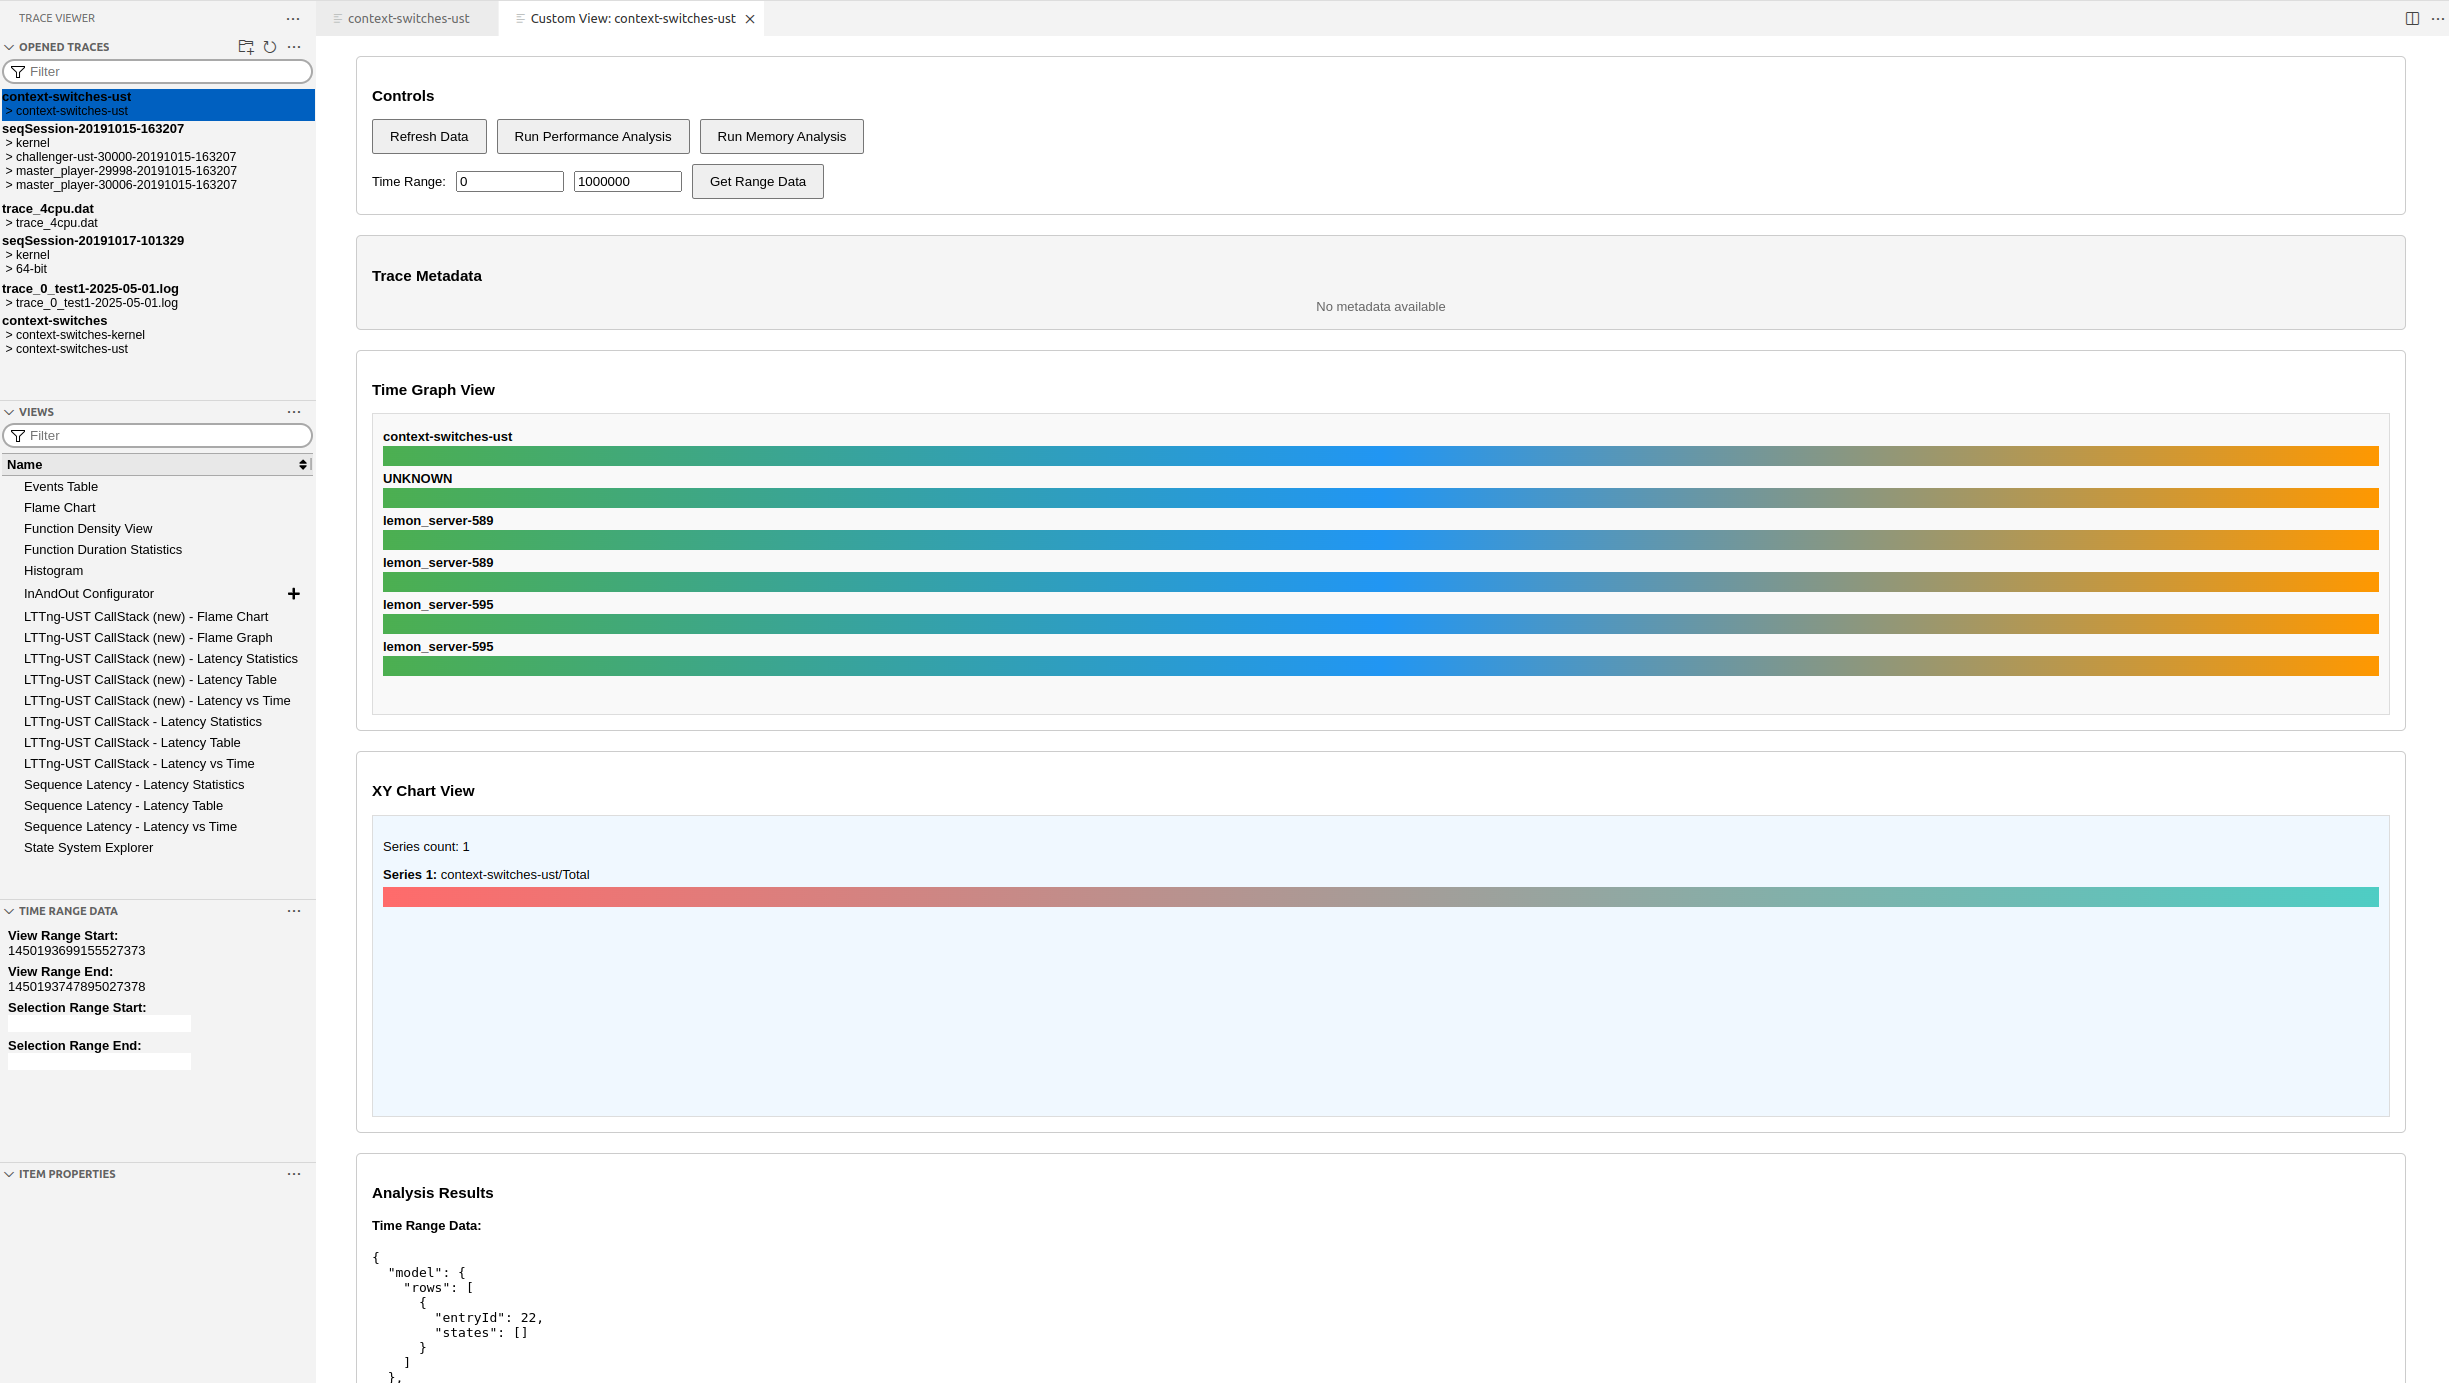 TRACE VIEWER
OPENED TRACES
Filter
context-switches-ust
> context-switches-ust
seqSession-20191015-163207
> kernel
> challenger-ust-30000-20191015-163207
> master_player-29998-20191015-163207
> master_player-30006-20191015-163207
trace_4cpu.dat
> trace_4cpu.dat
seqSession-20191017-101329
> kernel
> 64-bit
trace_0_test1-2025-05-01.log
> trace_0_test1-2025-05-01.log
context-switches
> context-switches-kernel
> context-switches-ust
VIEWS
Filter
Name
Events Table
Flame Chart
Function Density View
Function Duration Statistics
Histogram
InAndOut Configurator
LTTng-UST CallStack (new) - Flame Chart
LTTng-UST CallStack (new) - Flame Graph
LTTng-UST CallStack (new) - Latency Statistics
LTTng-UST CallStack (new) - Latency Table
LTTng-UST CallStack (new) - Latency vs Time
LTTng-UST CallStack - Latency Statistics
LTTng-UST CallStack - Latency Table
LTTng-UST CallStack - Latency vs Time
Sequence Latency - Latency Statistics
Sequence Latency - Latency Table
Sequence Latency - Latency vs Time
State System Explorer
TIME RANGE DATA
View Range Start:
1450193699155527373
View Range End:
1450193747895027378
Selection Range Start:
Selection Range End:
ITEM PROPERTIES
context-switches-ust
Custom View: context-switches-ust
Controls
Refresh Data
Run Performance Analysis
Run Memory Analysis
Time Range: 0 1000000 Get Range Data
Trace Metadata
No metadata available
Time Graph View
context-switches-ust
UNKNOWN
lemon_server-589
lemon_server-589
lemon_server-595
lemon_server-595
XY Chart View
Series count: 1
Series 1: context-switches-ust/Total
Analysis Results
Time Range Data:
{
"model": {
"rows": [
{
"entryId": 22,
"states": []
}
]
},